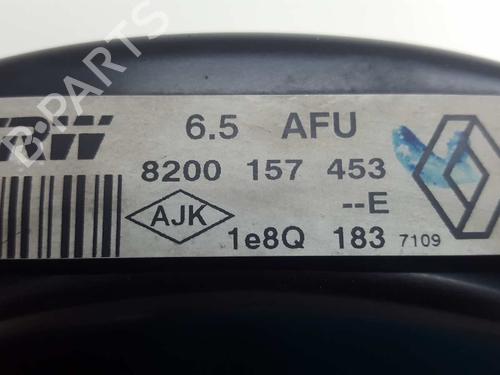 TRW
6.5 AFU
8200 157 453
--E
AJK
1e8Q 183 7109
B-PARTS